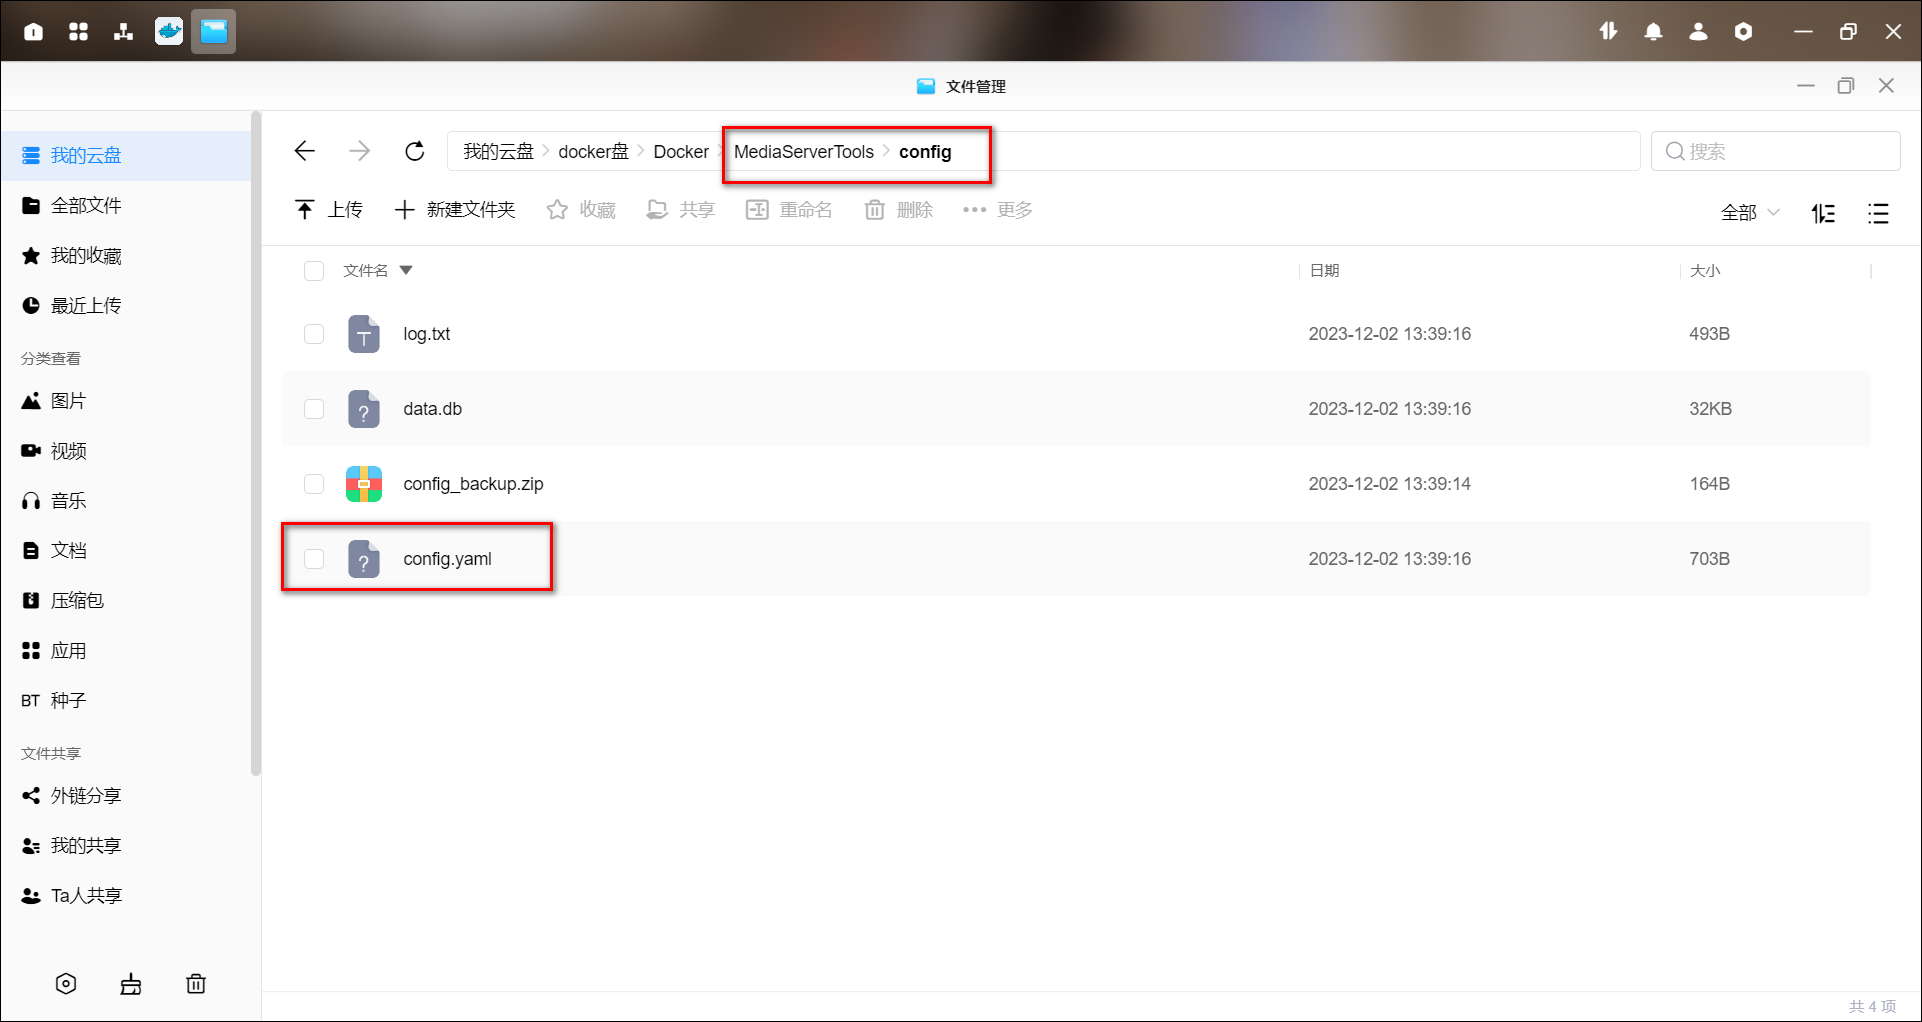 文件管理
我的云盘
全部文件
我的收藏
最近上传
分类查看
图片
视频
音乐
文档
压缩包
应用
BT 种子
文件共享
外链分享
我的共享
Ta人共享
我的云盘 docker盘 Docker MediaServerTools config
搜索
上传 新建文件夹 收藏 共享 重命名 删除 更多
全部
文件名 日期 大小
log.txt 2023-12-02 13:39:16 493B
data.db 2023-12-02 13:39:16 32KB
config_backup.zip 2023-12-02 13:39:14 164B
config.yaml 2023-12-02 13:39:16 703B
共 4 项